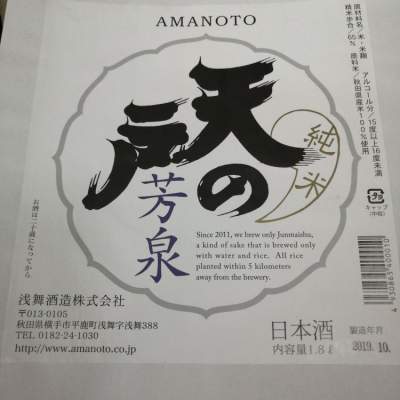 AMANOTO
天の戸
芳泉
純米
原材料名／米・米麹 アルコール分／15度以上16度未満
精米歩合／65％ 原料米／秋田県産米100％使用
キャップ
(中栓)
お酒は二十歳になってから
Since 2011, we brew only Junmaishu,
a kind of sake that is brewed only
with water and rice. All rice
planted within 5 kilometers
away from the brewery.
浅舞酒造株式会社
〒013-0105
秋田県横手市平鹿町浅舞字浅舞388
TEL 0182-24-1030
http://www.amanoto.co.jp
日本酒
内容量1.8ℓ
製造年月
2019.10.
4930865400010